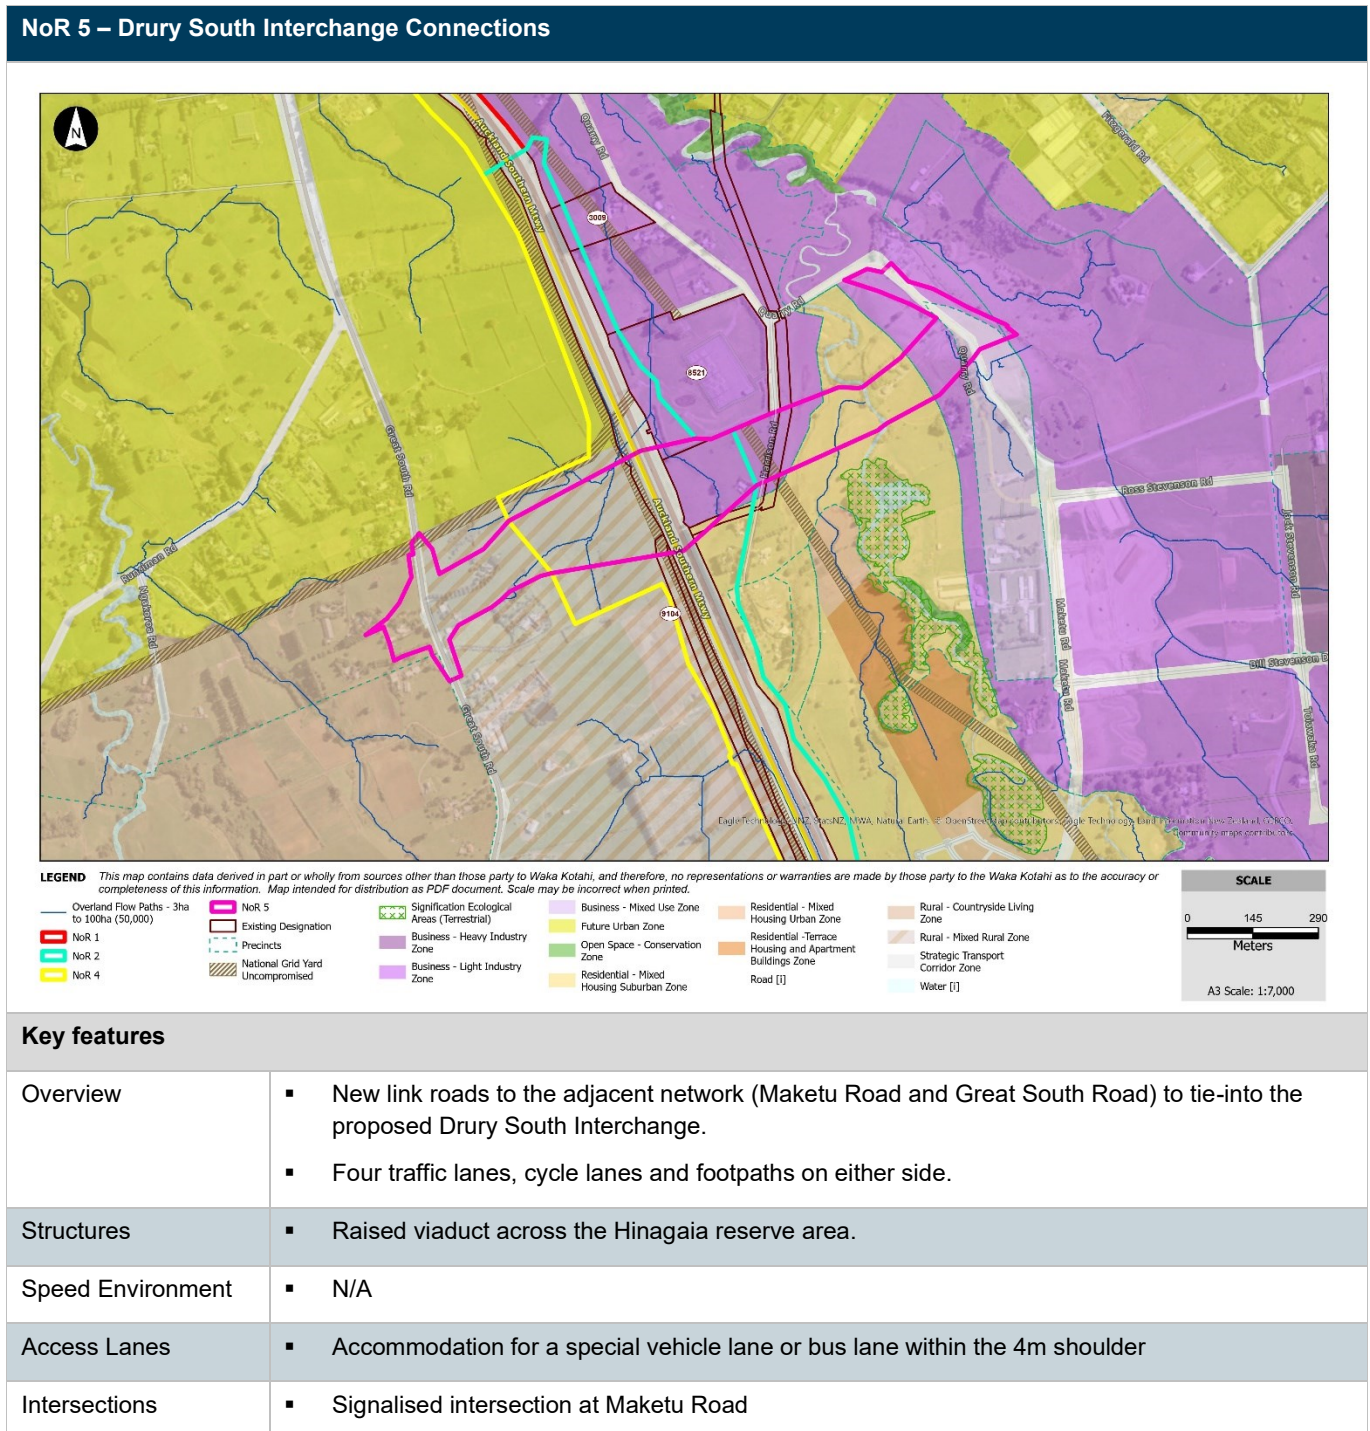 NoR 5 – Drury South Interchange Connections
N
Auckland Southern Mtwy
Quarry Rd
Fitzgerald Rd
3009
Quarry Rd
6521
Quarry Rd
Great South Rd
Harrison Rd
Ross Stevenson Rd
Jack Stevenson Rd
Runciman Rd
Ngakoroa Rd
Auckland Southern Mtwy
9104
Maketu Rd
Maketu Rd
Bill Stevenson D
Great South Rd
Tolawaha Rd
LEGEND
This map contains data derived in part or wholly from sources other than those party to Waka Kotahi, and therefore, no representations or warranties are made by those party to the Waka Kotahi as to the accuracy or
completeness of this information. Map intended for distribution as PDF document. Scale may be incorrect when printed.
Overland Flow Paths - 3ha
to 100ha (50,000)
NoR 1
NoR 2
NoR 4
NoR 5
Existing Designation
Precincts
National Grid Yard
Uncompromised
Signification Ecological
Areas (Terrestrial)
Business - Heavy Industry
Zone
Business - Light Industry
Zone
Business - Mixed Use Zone
Future Urban Zone
Open Space - Conservation
Zone
Residential - Mixed
Housing Suburban Zone
Residential - Mixed
Housing Urban Zone
Residential -Terrace
Housing and Apartment
Buildings Zone
Road [i]
Rural - Countryside Living
Zone
Rural - Mixed Rural Zone
Strategic Transport
Corridor Zone
Water [i]
SCALE
0 145 290
Meters
A3 Scale: 1:7,000
Key features
Overview
▪ New link roads to the adjacent network (Maketu Road and Great South Road) to tie-into the
proposed Drury South Interchange.
▪ Four traffic lanes, cycle lanes and footpaths on either side.
Structures
▪ Raised viaduct across the Hinagaia reserve area.
Speed Environment
▪ N/A
Access Lanes
▪ Accommodation for a special vehicle lane or bus lane within the 4m shoulder
Intersections
▪ Signalised intersection at Maketu Road